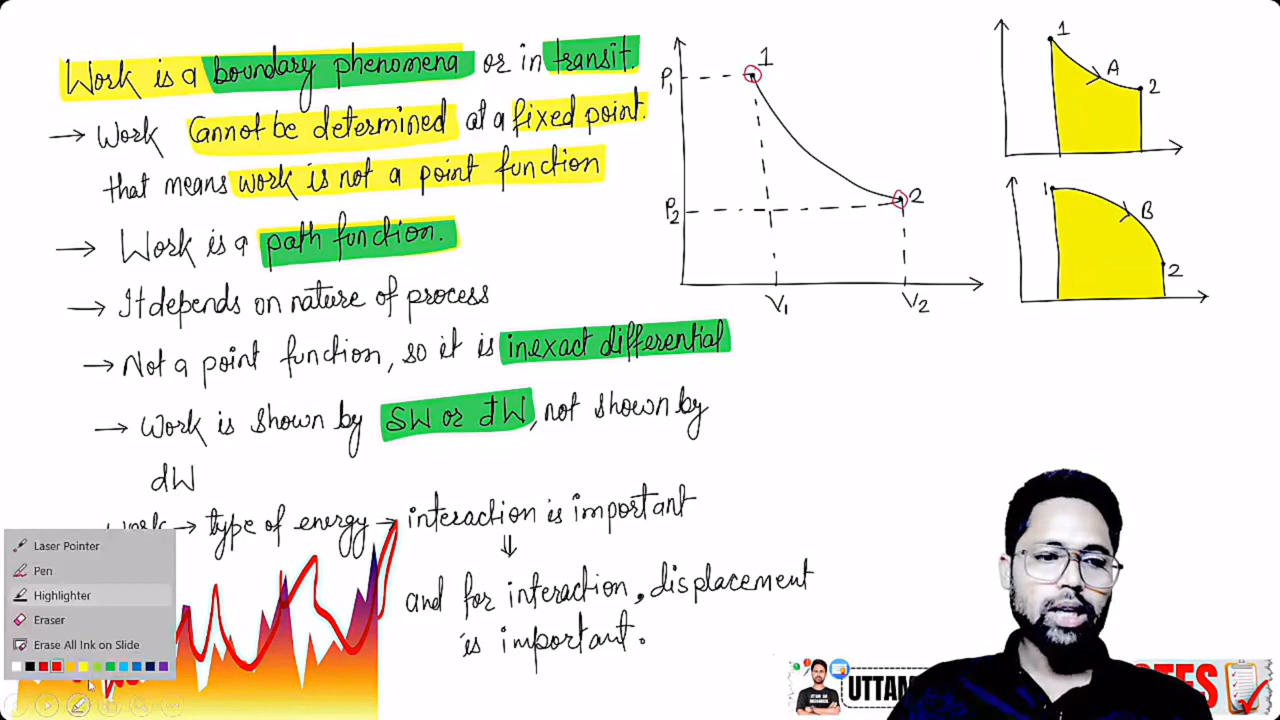 Work is a boundary phenomena or in transit.
→ Work Cannot be determined at a fixed point.
that means work is not a point function
→ Work is a path function.
→ It depends on nature of process
→ Not a point function, so it is inexact differential
→ Work is shown by δW or đW, not shown by
dW
Work → type of energy → interaction is important
⇓
and for interaction, displacement
is important.
P1
1
P2
2
V1
V2
1
A
2
1
B
2
Laser Pointer
Pen
Highlighter
Eraser
Erase All Ink on Slide
UTTAM